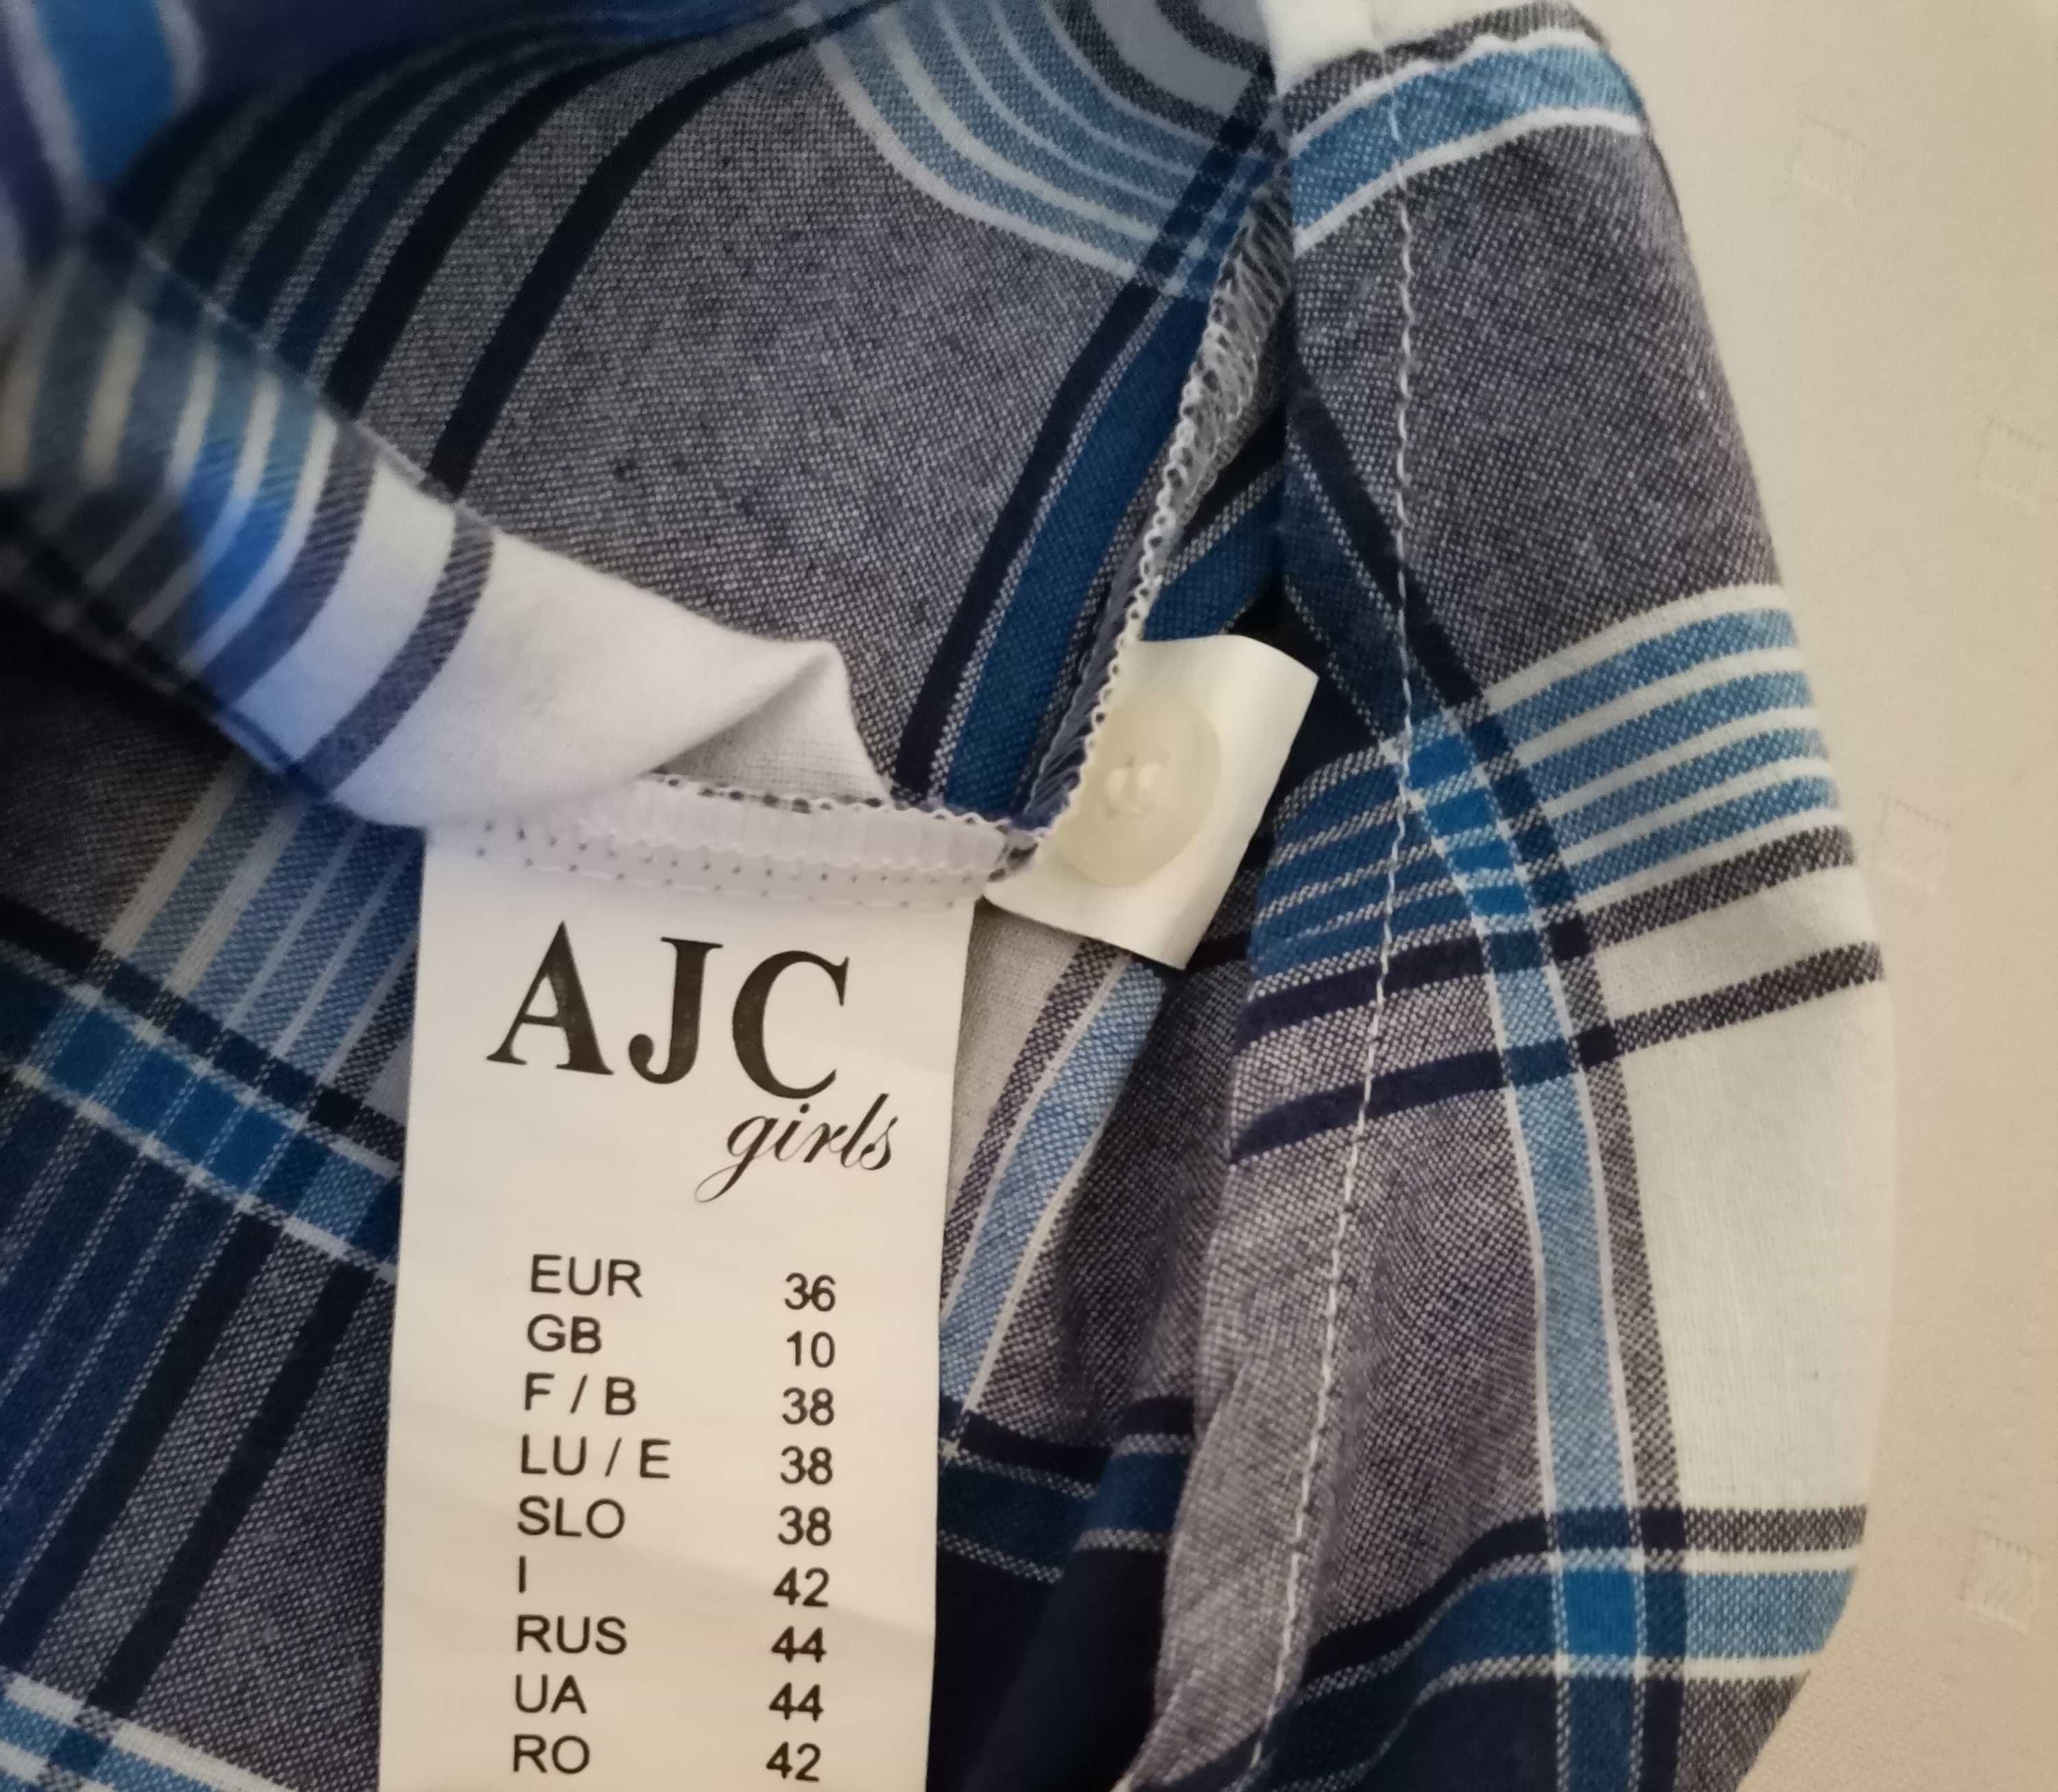 AJC
girls
EUR 36
GB 10
F / B 38
LU / E 38
SLO 38
I 42
RUS 44
UA 44
RO 42